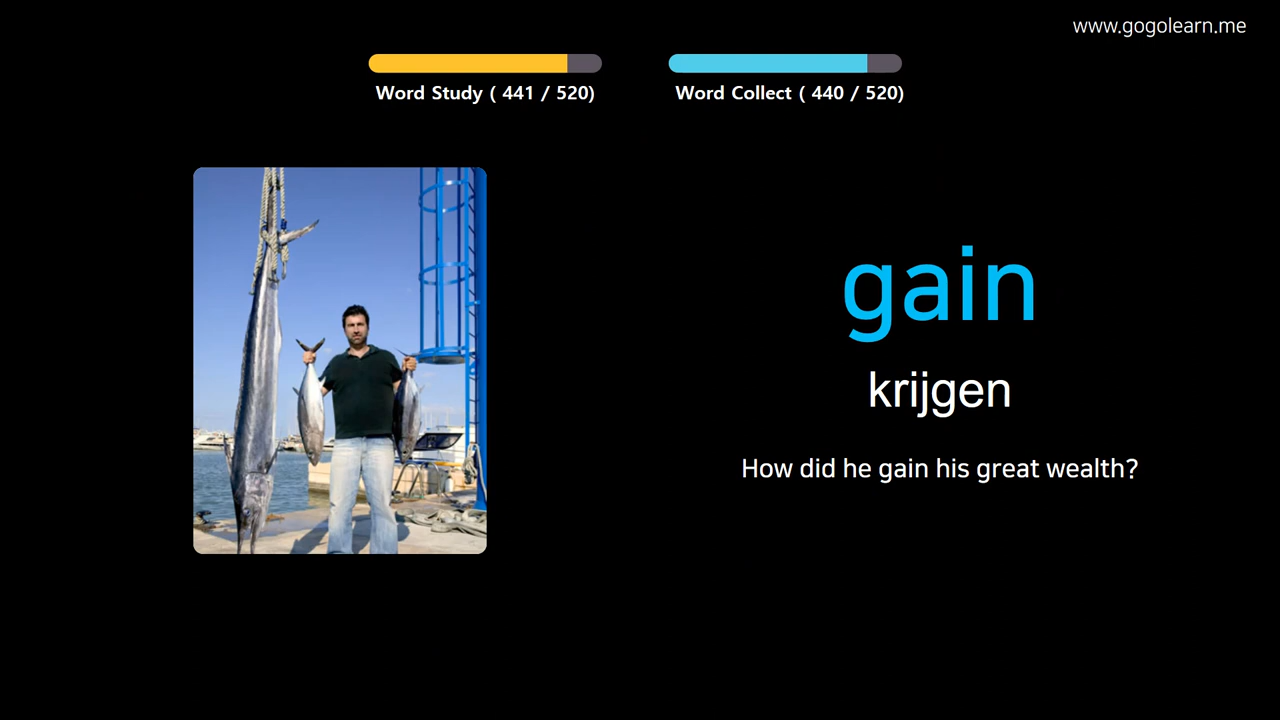 www.gogolearn.me
Word Study ( 441 / 520)
Word Collect ( 440 / 520)
gain
krijgen
How did he gain his great wealth?